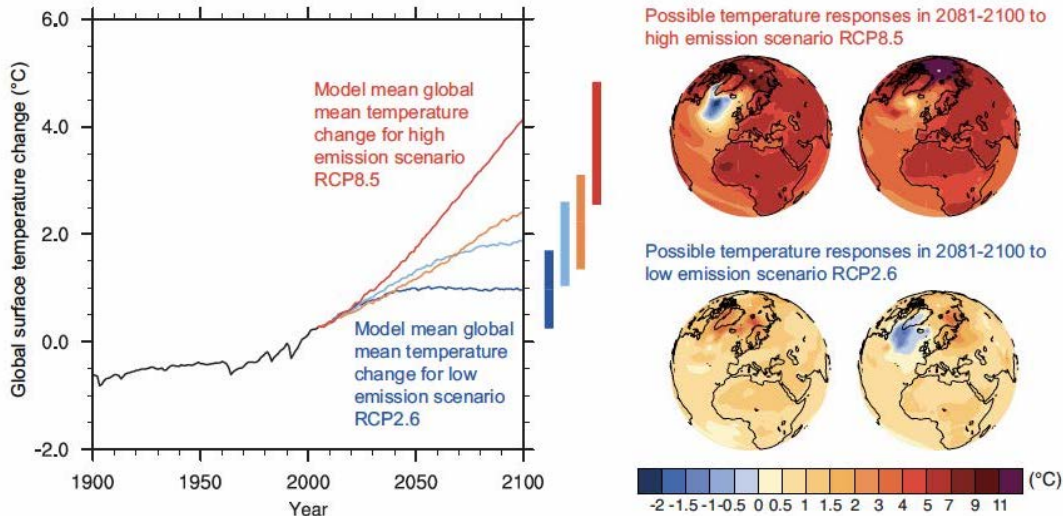 6.0
4.0
2.0
0.0
-2.0
Global surface temperature change (°C)
1900
1950
2000
2050
2100
Year
Model mean global
mean temperature
change for high
emission scenario
RCP8.5
Model mean global
mean temperature
change for low
emission scenario
RCP2.6
Possible temperature responses in 2081-2100 to
high emission scenario RCP8.5
Possible temperature responses in 2081-2100 to
low emission scenario RCP2.6
-2 -1.5 -1 -0.5 0 0.5 1 1.5 2 3 4 5 7 9 11 (°C)